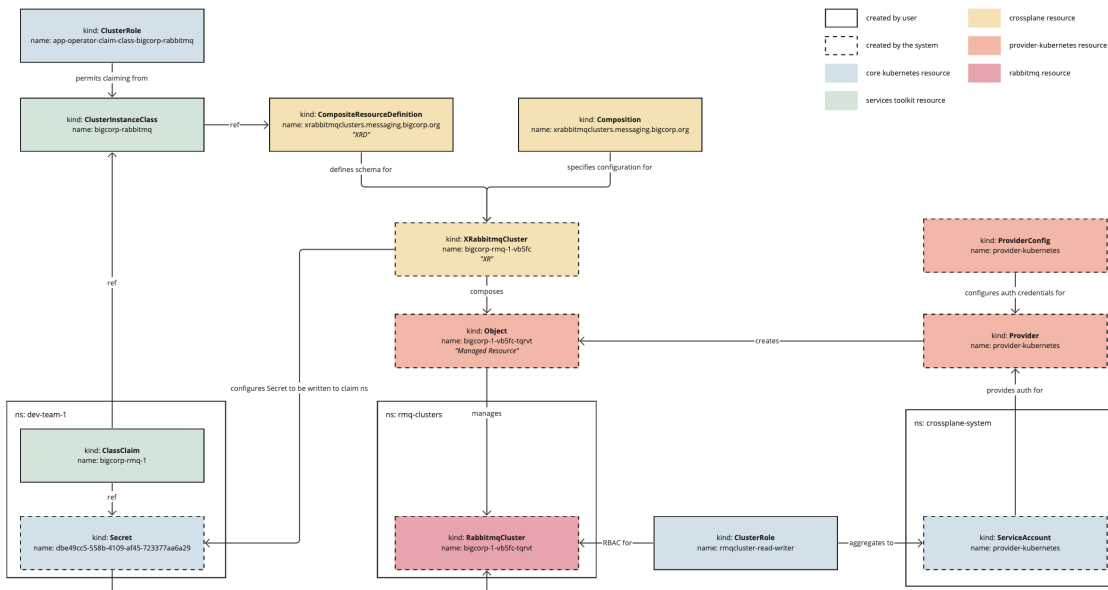 kind: ClusterRole
name: app-operator-claim-class-bigcorp-rabbitmq
permits claiming from
kind: ClusterInstanceClass
name: bigcorp-rabbitmq
ref
kind: CompositeResourceDefinition
name: xrabbitmqclusters.messaging.bigcorp.org
"XRD"
kind: Composition
name: xrabbitmqclusters.messaging.bigcorp.org
created by user
created by the system
core kubernetes resource
services toolkit resource
crossplane resource
provider-kubernetes resource
rabbitmq resource
defines schema for
specifies configuration for
kind: XRabbitmqCluster
name: bigcorp-rmq-1-vb5fc
"XR"
kind: ProviderConfig
name: provider-kubernetes
ref
composes
configures auth credentials for
kind: Object
name: bigcorp-1-vb5fc-tqrvt
"Managed Resource"
creates
kind: Provider
name: provider-kubernetes
configures Secret to be written to claim ns
provides auth for
ns: dev-team-1
ns: rmq-clusters
manages
ns: crossplane-system
kind: ClassClaim
name: bigcorp-rmq-1
ref
kind: Secret
name: dbe49cc5-558b-4109-af45-723377aa6a29
kind: RabbitmqCluster
name: bigcorp-1-vb5fc-tqrvt
RBAC for
kind: ClusterRole
name: rmqcluster-read-writer
aggregates to
kind: ServiceAccount
name: provider-kubernetes